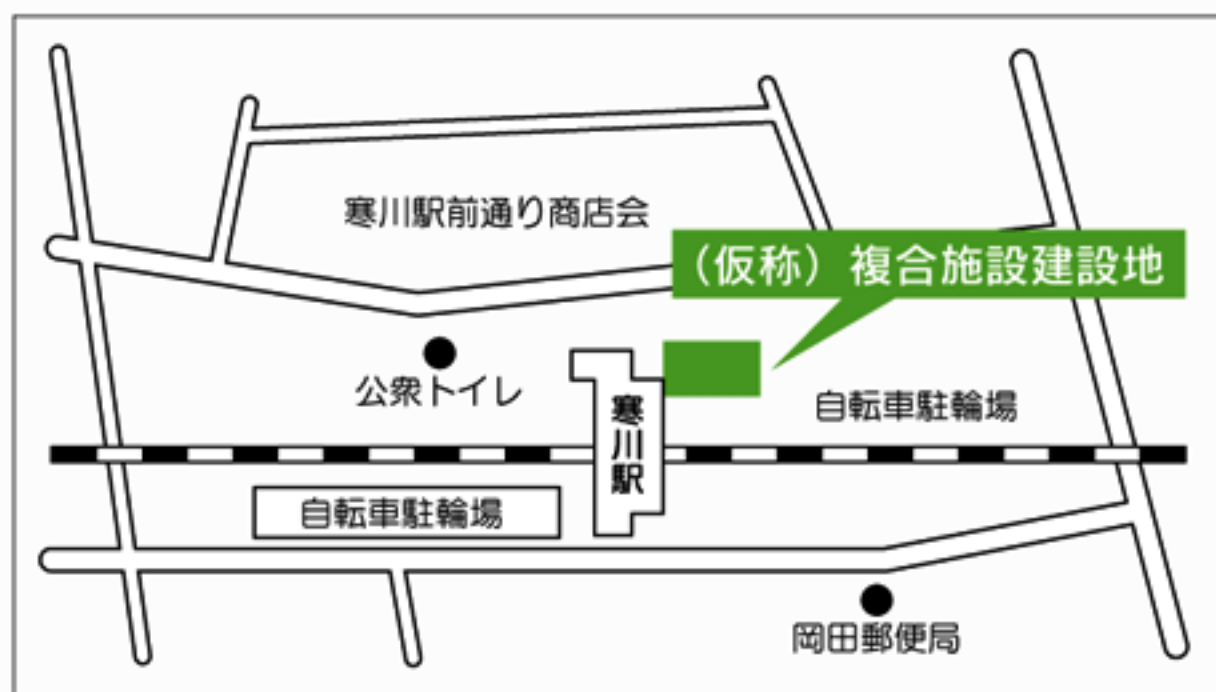 寒川駅前通り商店会
（仮称）複合施設建設地
公衆トイレ
自転車駐輪場
寒川駅
自転車駐輪場
岡田郵便局